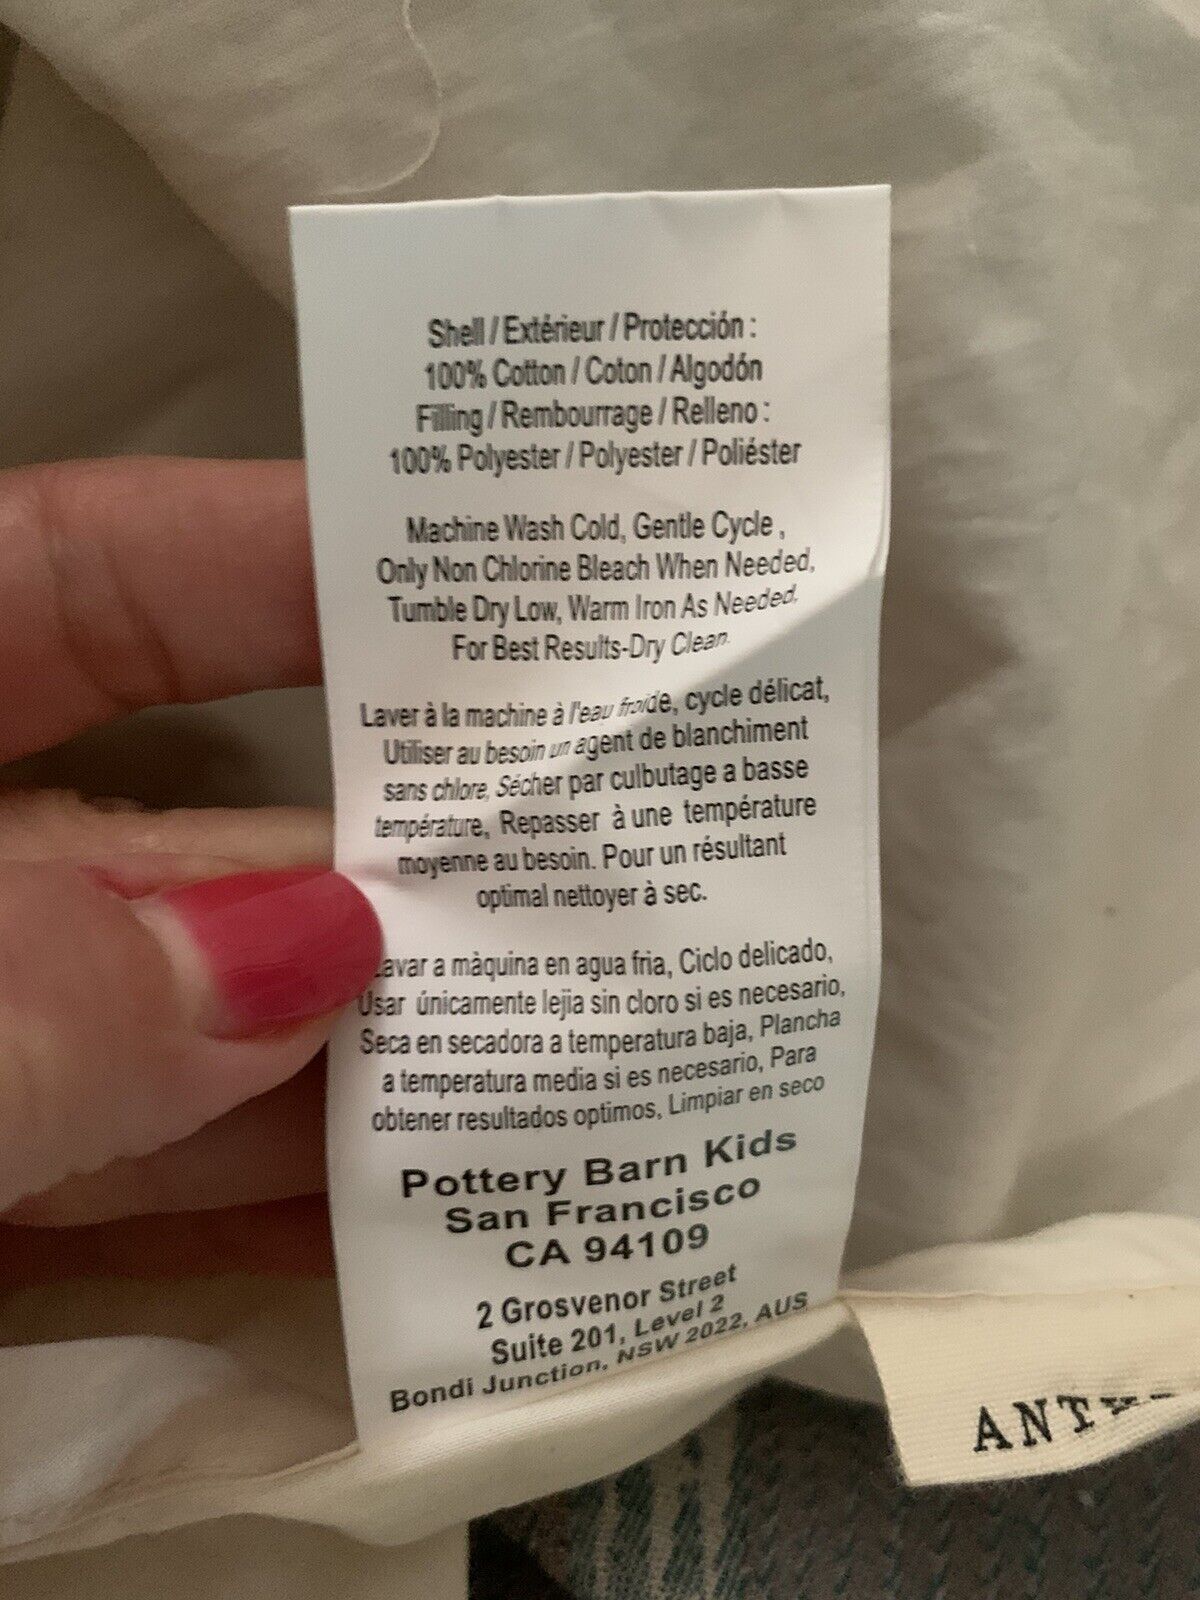 Shell / Extérieur / Protección :
100% Cotton / Coton / Algodón
Filling / Rembourrage / Relleno :
100% Polyester / Polyester / Poliéster
Machine Wash Cold, Gentle Cycle ,
Only Non Chlorine Bleach When Needed,
Tumble Dry Low, Warm Iron As Needed,
For Best Results-Dry Clean.
Laver à la machine à l'eau froide, cycle délicat,
Utiliser au besoin un agent de blanchiment
sans chlore, Sécher par culbutage a basse
température, Repasser à une température
moyenne au besoin. Pour un résultant
optimal nettoyer à sec.
Lavar a màquina en agua fria, Ciclo delicado,
Usar únicamente lejia sin cloro si es necesario,
Seca en secadora a temperatura baja, Plancha
a temperatura media si es necesario, Para
obtener resultados optimos, Limpiar en seco
Pottery Barn Kids
San Francisco
CA 94109
2 Grosvenor Street
Suite 201, Level 2
Bondi Junction, NSW 2022, AUS